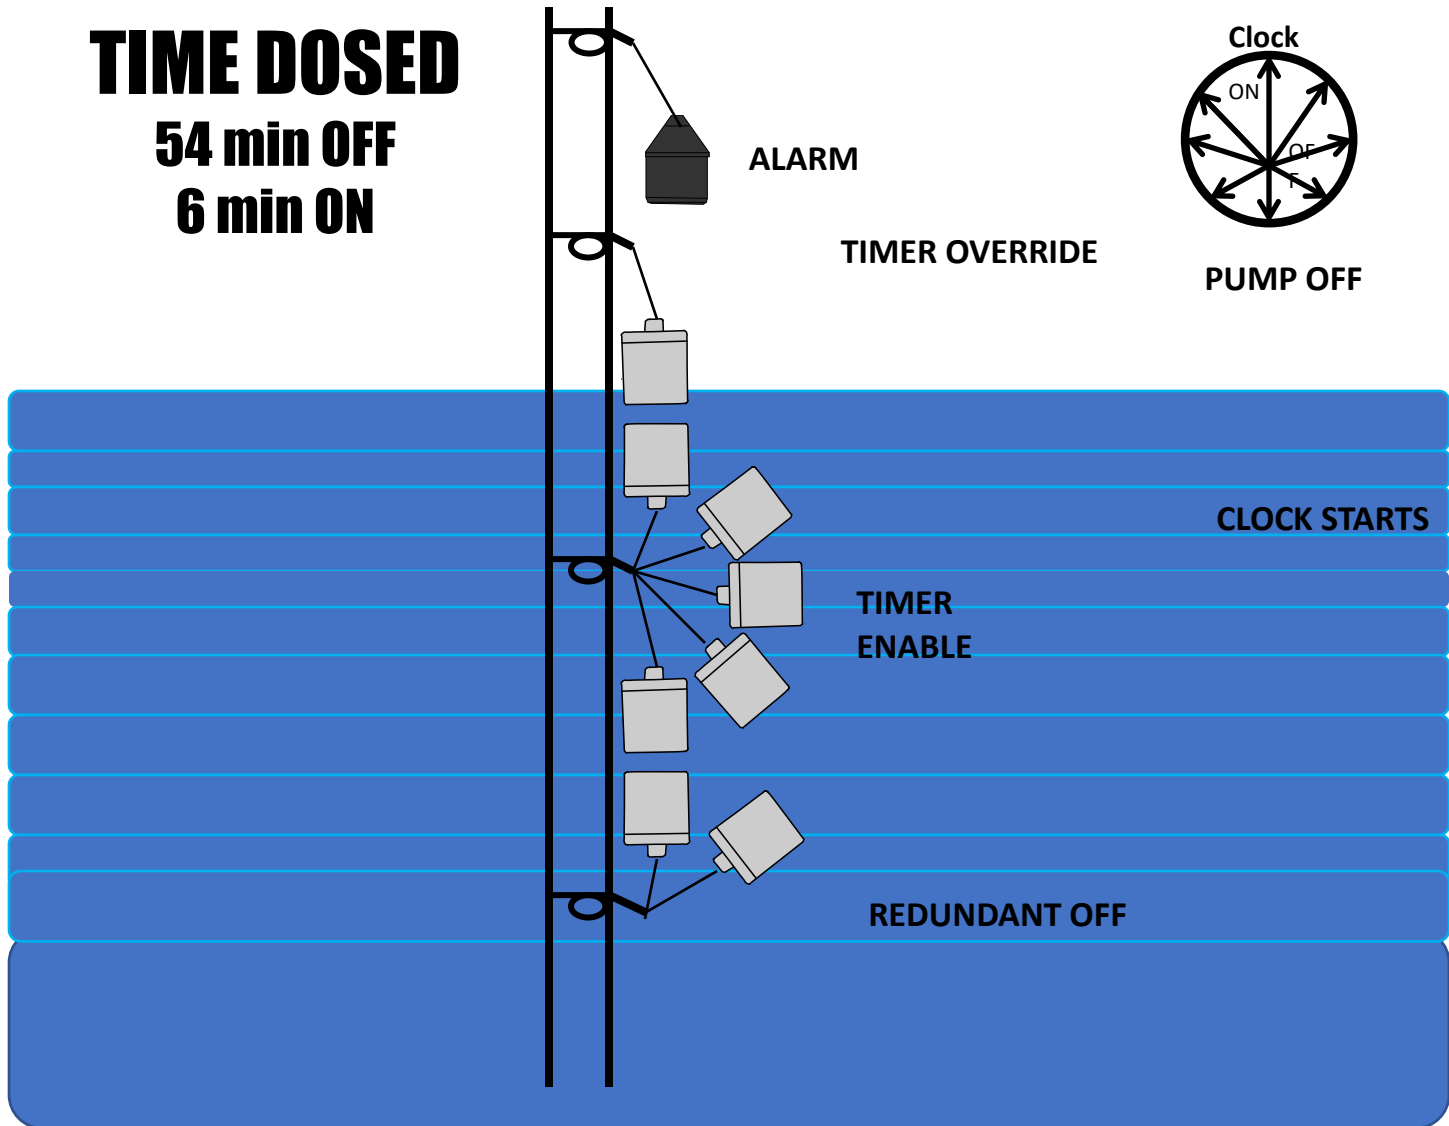 TIME DOSED
54 min OFF
6 min ON
Clock
ON
OF
F
ALARM
TIMER OVERRIDE
PUMP OFF
CLOCK STARTS
TIMER
ENABLE
REDUNDANT OFF